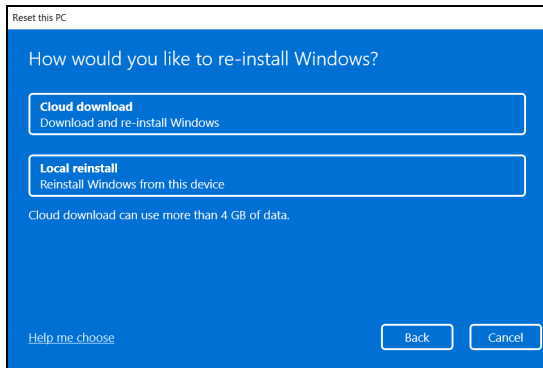 Reset this PC
How would you like to re-install Windows?
Cloud download
Download and re-install Windows
Local reinstall
Reinstall Windows from this device
Cloud download can use more than 4 GB of data.
Help me choose
Back
Cancel